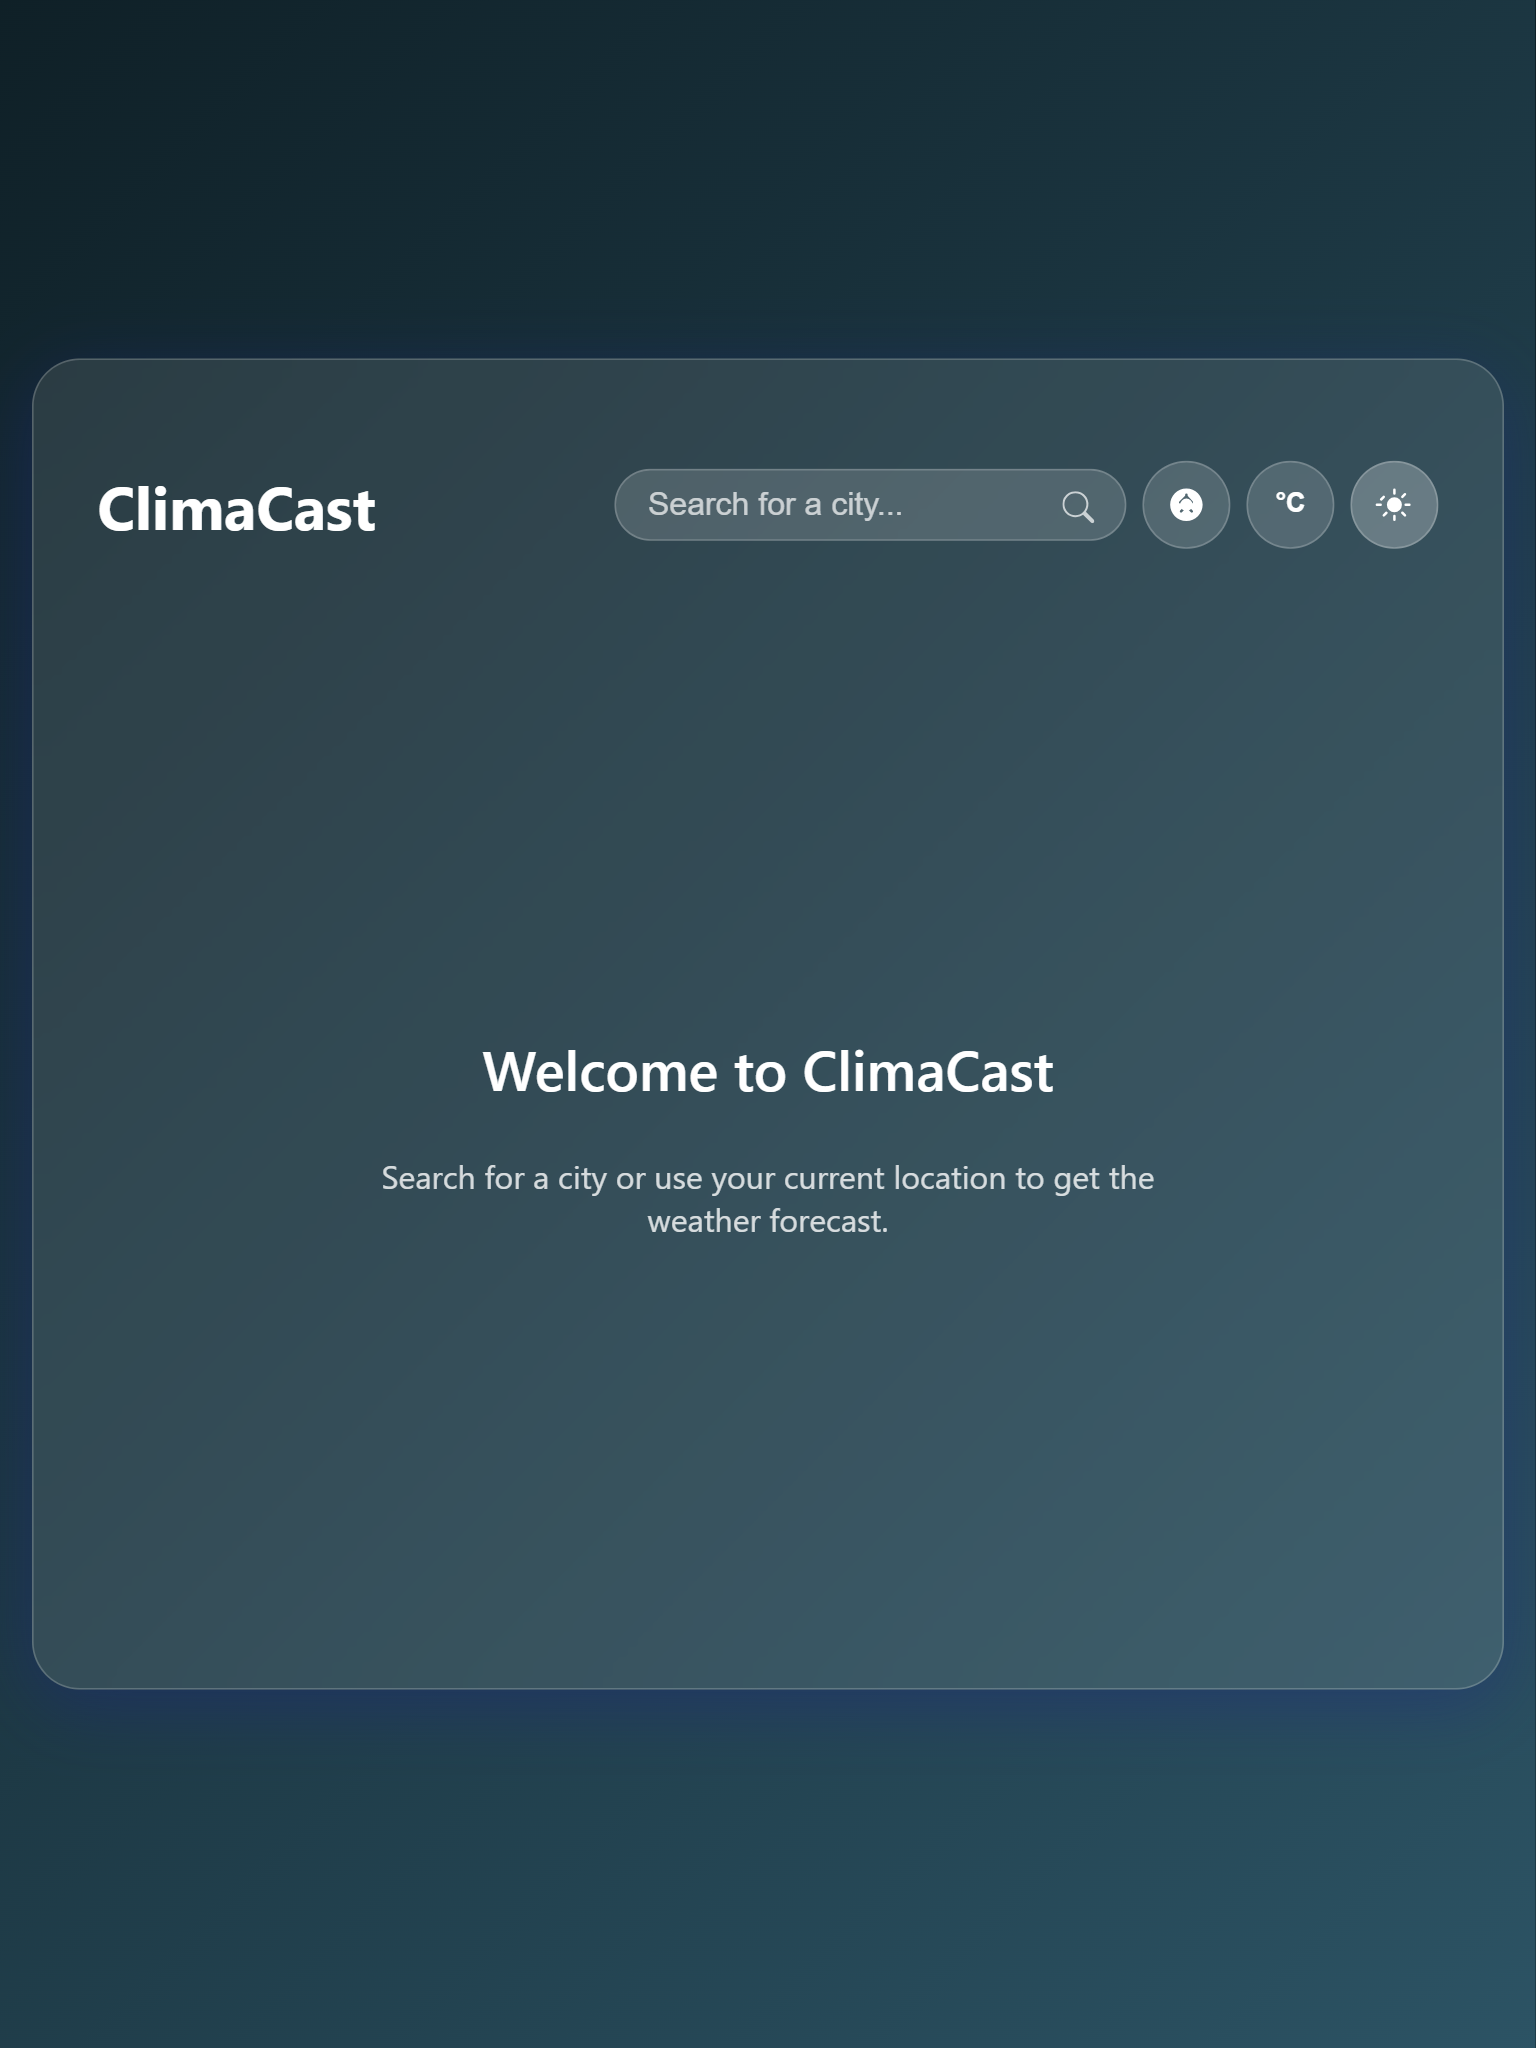 ClimaCast
Search for a city...
°C
Welcome to ClimaCast
Search for a city or use your current location to get the
weather forecast.